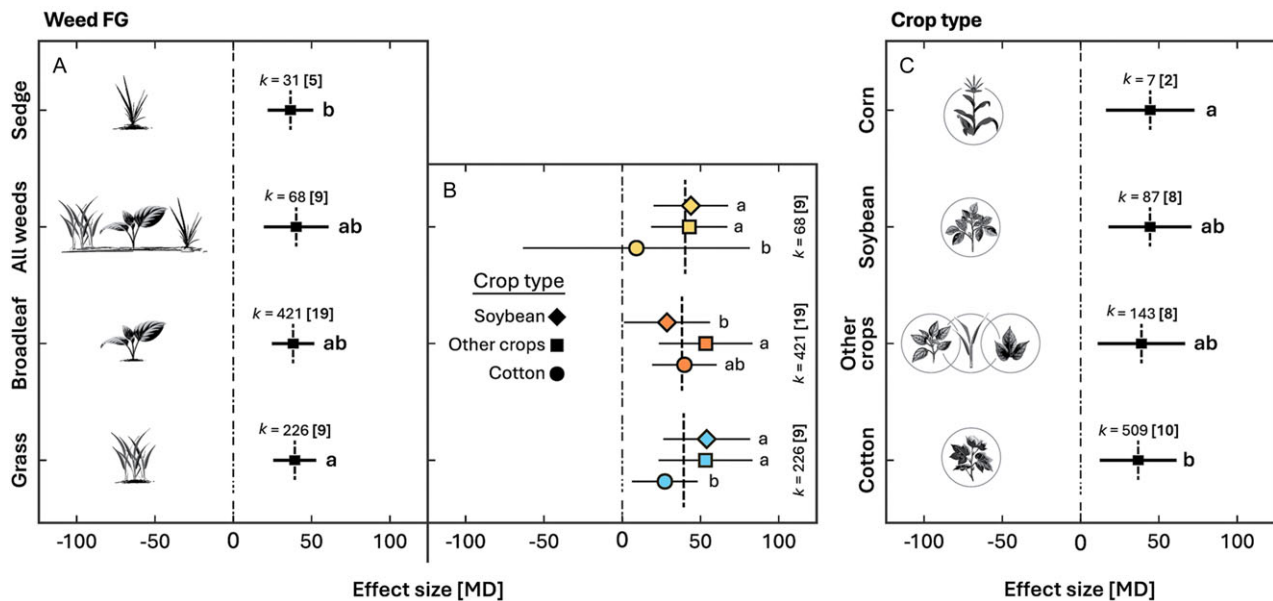 Weed FG
A
Sedge
k = 31 [5]
b
All weeds
k = 68 [9]
ab
Broadleaf
k = 421 [19]
ab
Grass
k = 226 [9]
a
-100 -50 0 50 100
B
a
a
b
k = 68 [9]
Crop type
Soybean
Other crops
Cotton
b
a
ab
k = 421 [19]
a
a
b
k = 226 [9]
-100 -50 0 50 100
Effect size [MD]
Crop type
C
Corn
k = 7 [2]
a
Soybean
k = 87 [8]
ab
Other
crops
k = 143 [8]
ab
Cotton
k = 509 [10]
b
-100 -50 0 50 100
Effect size [MD]